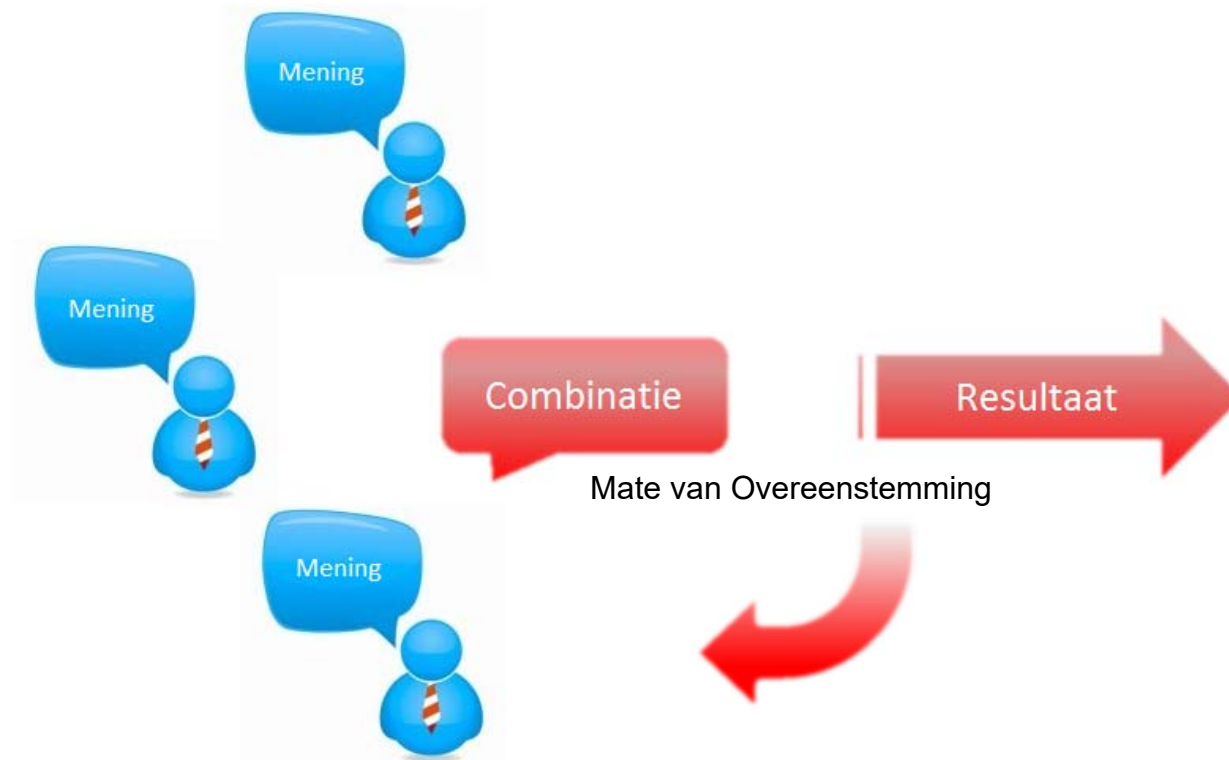 Mening
Mening
Combinatie
Resultaat
Mate van Overeenstemming
Mening